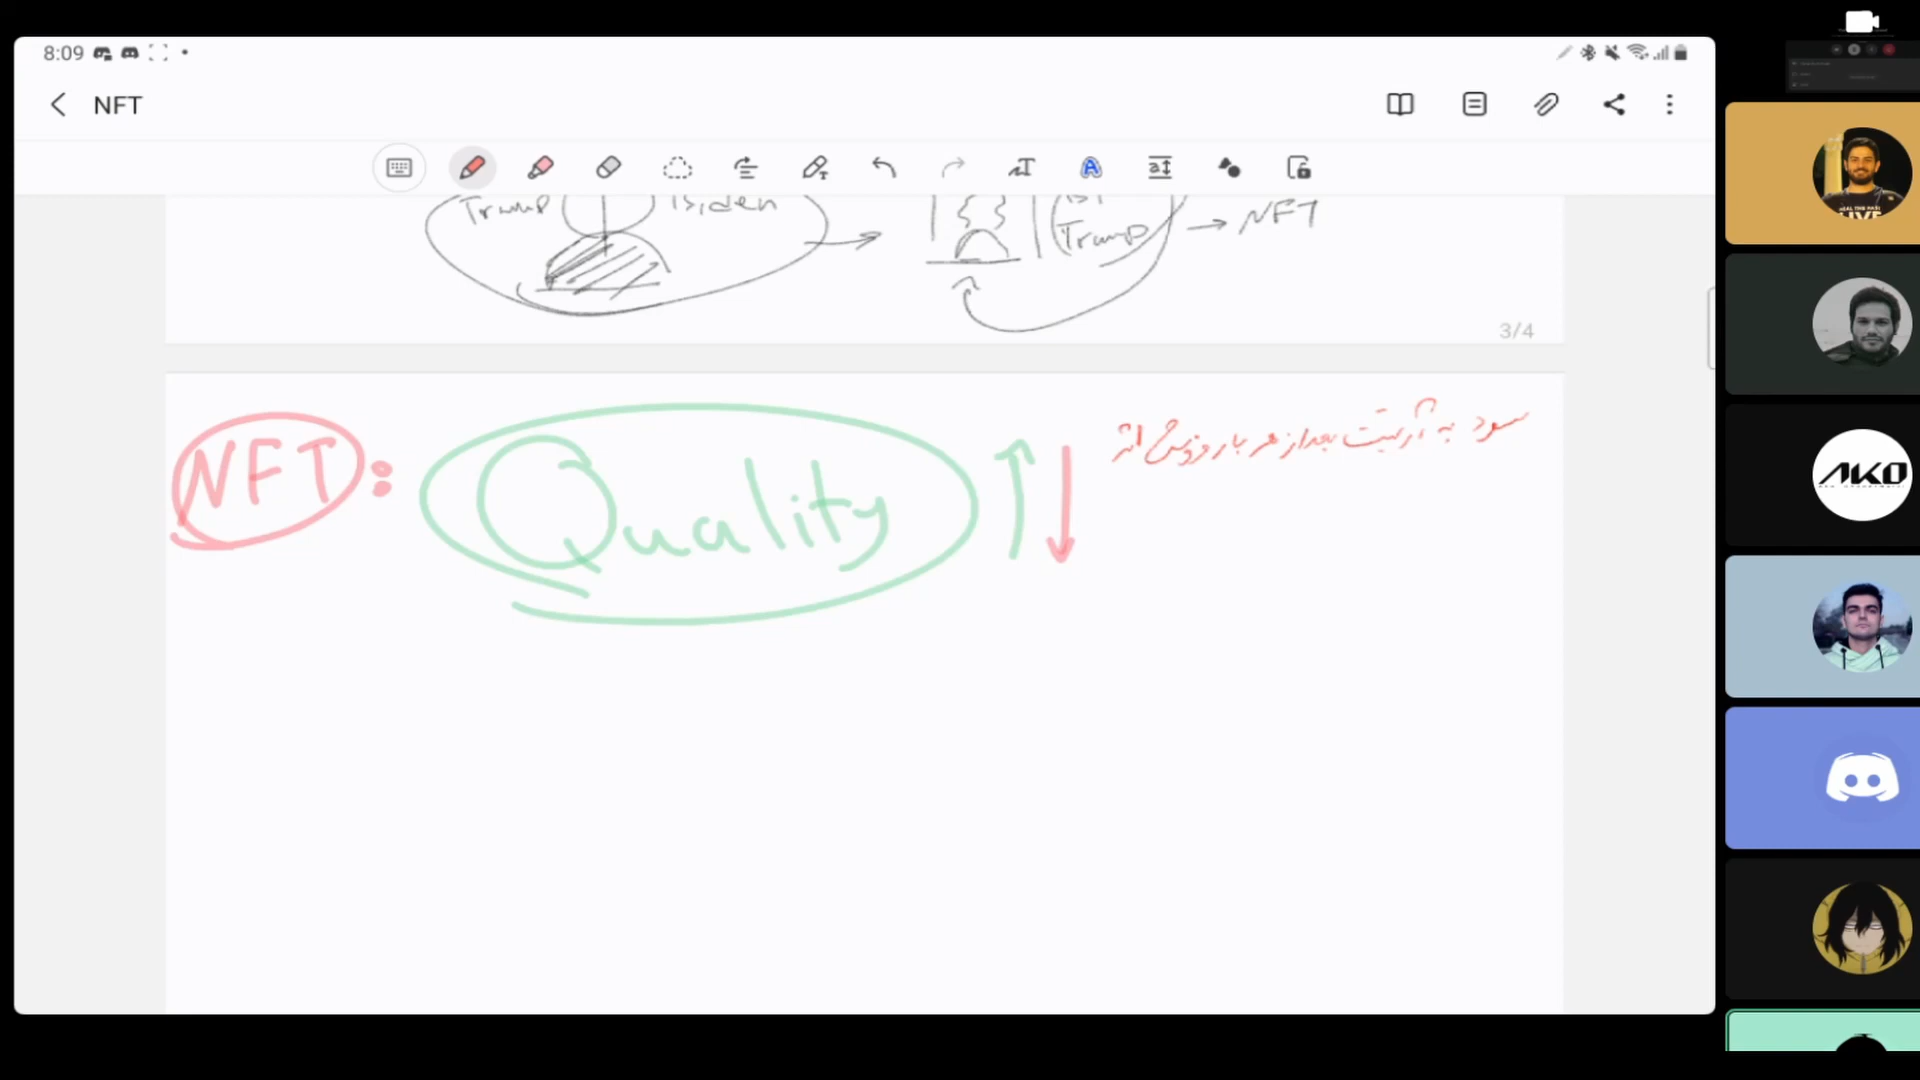 8:09
NFT
Trump Biden
Trump → NFT
3/4
NFT: Quality ↑ ↓
سود به آرتیست بعد از هر بار فروش اثر
AKO